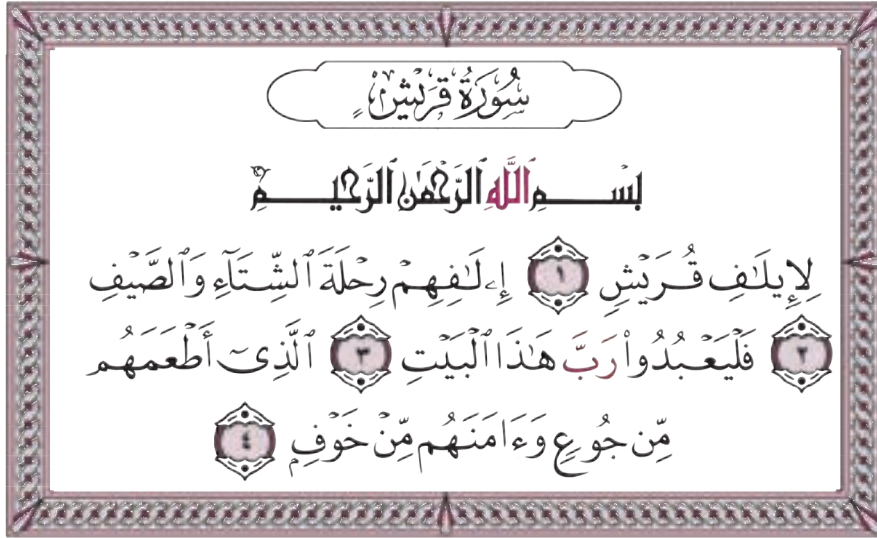 سُورَةُ قُرَيْشٍ
بِسْمِ ٱللَّهِ ٱلرَّحْمَٰنِ ٱلرَّحِيمِ
لِإِيلَٰفِ قُرَيْشٍ ١ إِۦلَٰفِهِمْ رِحْلَةَ ٱلشِّتَآءِ وَٱلصَّيْفِ
٢ فَلْيَعْبُدُوا۟ رَبَّ هَٰذَا ٱلْبَيْتِ ٣ ٱلَّذِىٓ أَطْعَمَهُم
مِّن جُوعٍ وَءَامَنَهُم مِّنْ خَوْفٍۭ ٤